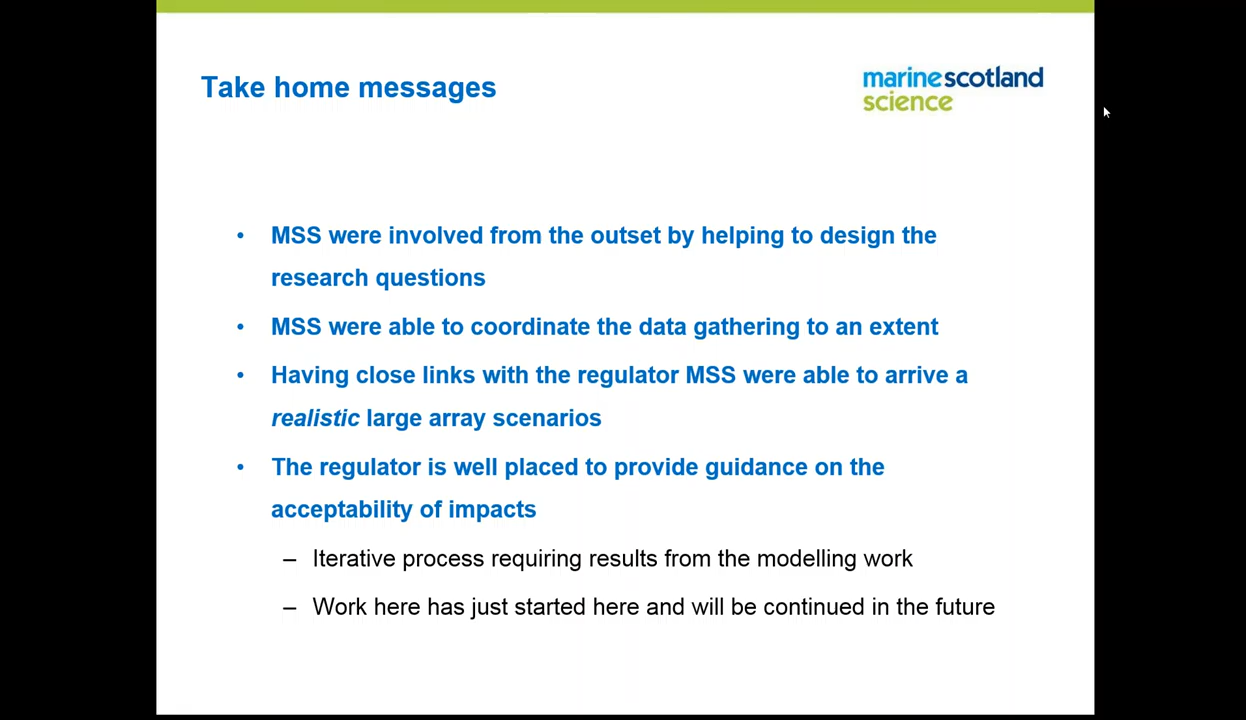 Take home messages
marinescotland
science
• MSS were involved from the outset by helping to design the
research questions
• MSS were able to coordinate the data gathering to an extent
• Having close links with the regulator MSS were able to arrive a
realistic large array scenarios
• The regulator is well placed to provide guidance on the
acceptability of impacts
– Iterative process requiring results from the modelling work
– Work here has just started here and will be continued in the future